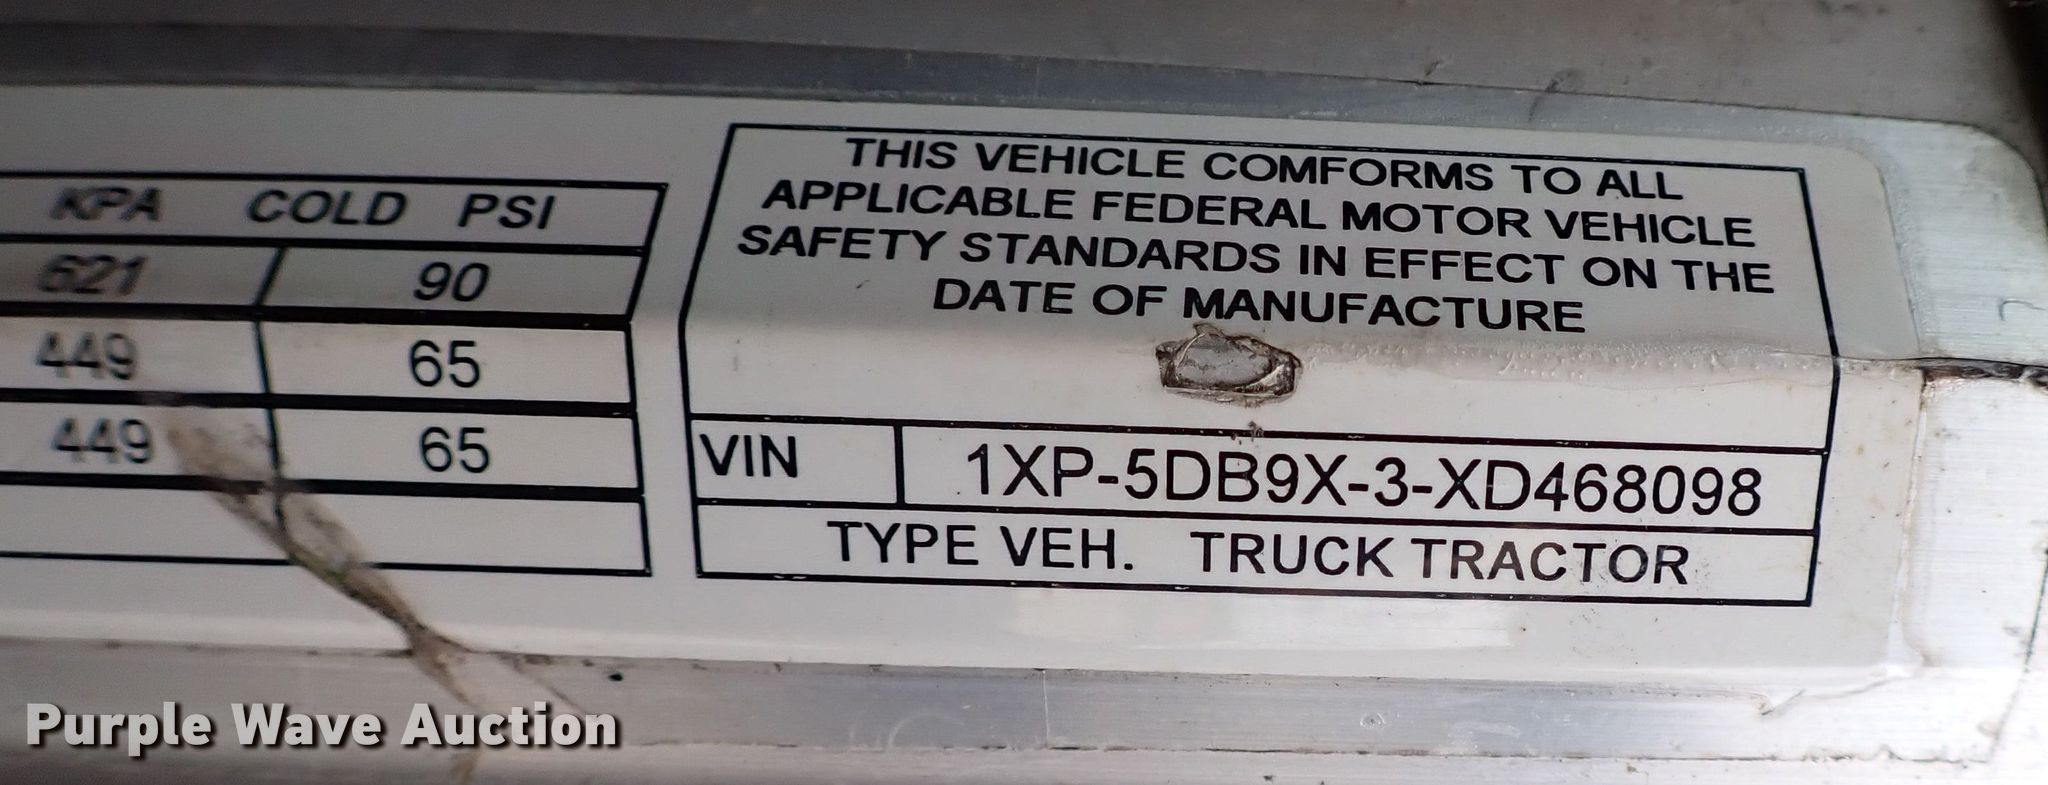 KPA COLD PSI
621 90
449 65
449 65
THIS VEHICLE COMFORMS TO ALL
APPLICABLE FEDERAL MOTOR VEHICLE
SAFETY STANDARDS IN EFFECT ON THE
DATE OF MANUFACTURE
VIN 1XP-5DB9X-3-XD468098
TYPE VEH. TRUCK TRACTOR
Purple Wave Auction